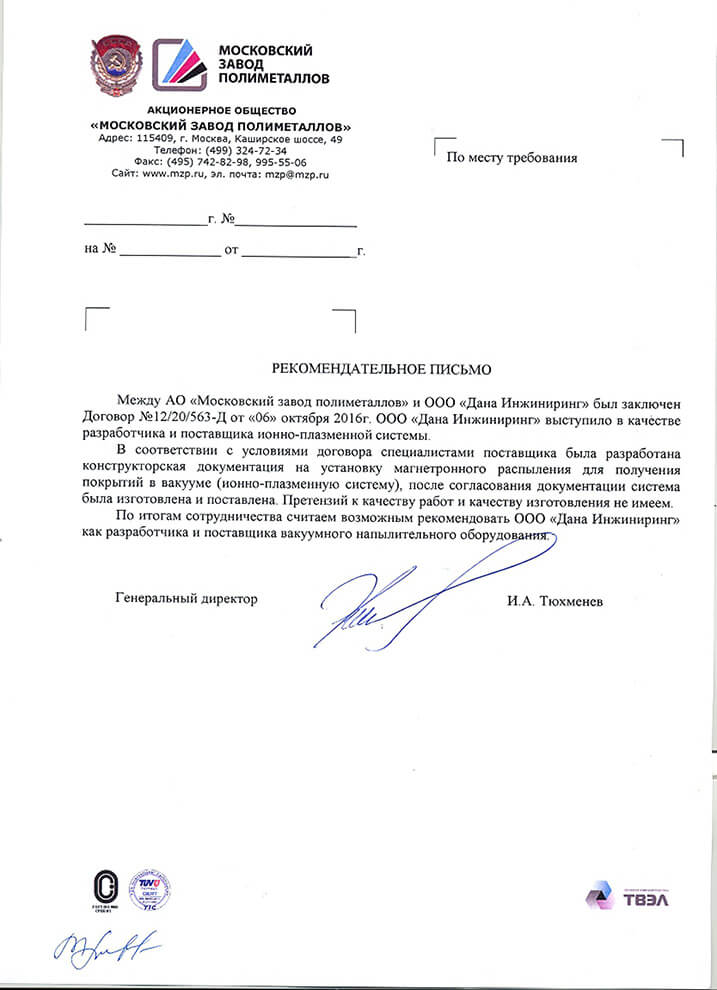 МОСКОВСКИЙ
ЗАВОД
ПОЛИМЕТАЛЛОВ
АКЦИОНЕРНОЕ ОБЩЕСТВО
«МОСКОВСКИЙ ЗАВОД ПОЛИМЕТАЛЛОВ»
Адрес: 115409, г. Москва, Каширское шоссе, 49
Телефон: (499) 324-72-34
Факс: (495) 742-82-98, 995-55-06
Сайт: www.mzp.ru, эл. почта: mzp@mzp.ru
По месту требования
г. №
на № от г.
РЕКОМЕНДАТЕЛЬНОЕ ПИСЬМО
Между АО «Московский завод полиметаллов» и ООО «Дана Инжиниринг» был заключен
Договор №12/20/563-Д от «06» октября 2016г. ООО «Дана Инжиниринг» выступило в качестве
разработчика и поставщика ионно-плазменной системы.
В соответствии с условиями договора специалистами поставщика была разработана
конструкторская документация на установку магнетронного распыления для получения
покрытий в вакууме (ионно-плазменную систему), после согласования документации система
была изготовлена и поставлена. Претензий к качеству работ и качеству изготовления не имеем.
По итогам сотрудничества считаем возможным рекомендовать ООО «Дана Инжиниринг»
как разработчика и поставщика вакуумного напылительного оборудования.
Генеральный директор
И.А. Тюхменев
TUV
TIC
ТВЭЛ